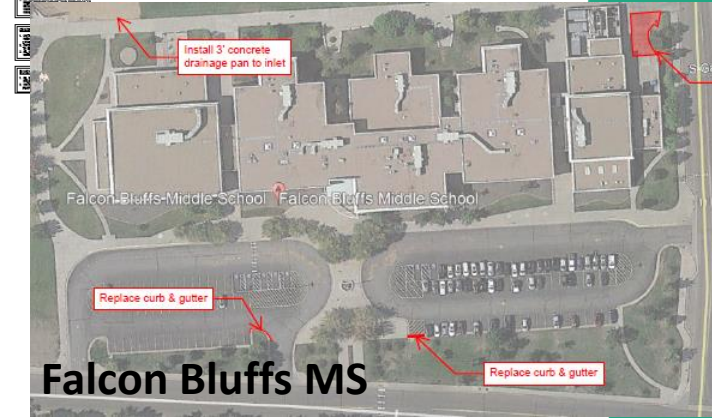 Install 3' concrete
drainage pan to inlet
Falcon Bluffs Middle School
Falcon Bluffs Middle School
Replace curb & gutter
Replace curb & gutter
Falcon Bluffs MS